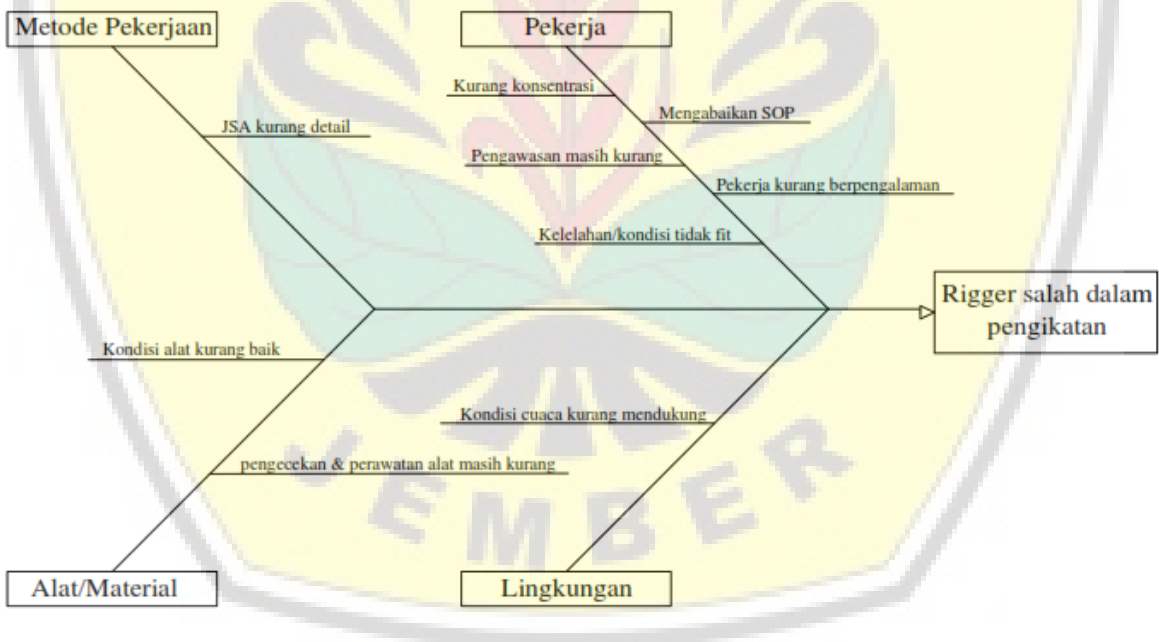 Metode Pekerjaan
Pekerja
Kurang konsentrasi
Mengabaikan SOP
JSA kurang detail
Pengawasan masih kurang
Pekerja kurang berpengalaman
Kelelahan/kondisi tidak fit
Rigger salah dalam
pengikatan
Kondisi alat kurang baik
Kondisi cuaca kurang mendukung
pengecekan & perawatan alat masih kurang
JEMBER
Alat/Material
Lingkungan